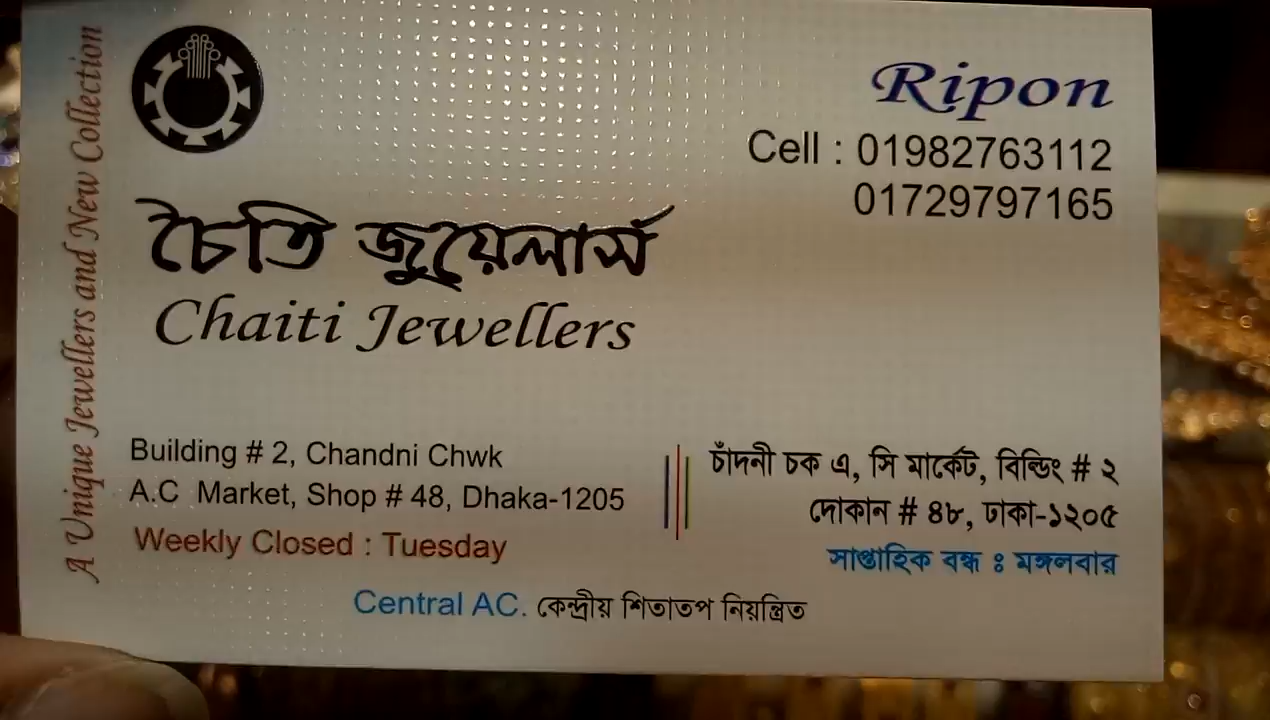 A Unique Jewellers and New Collection
Ripon
Cell : 01982763112
01729797165
চৈতি জুয়েলার্স
Chaiti Jewellers
Building # 2, Chandni Chwk
A.C Market, Shop # 48, Dhaka-1205
Weekly Closed : Tuesday
চাঁদনী চক এ, সি মার্কেট, বিল্ডিং # ২
দোকান # ৪৮, ঢাকা-১২০৫
সাপ্তাহিক বন্ধ ঃ মঙ্গলবার
Central AC. কেন্দ্রীয় শিতাতপ নিয়ন্ত্রিত